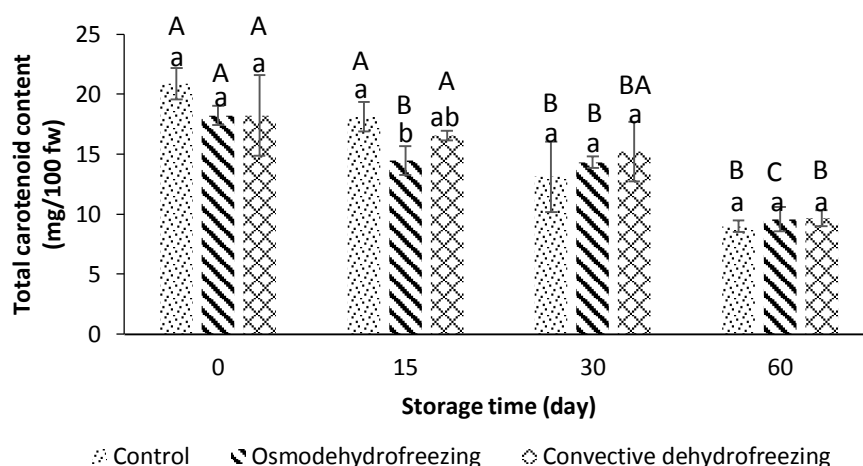 Total carotenoid content
(mg/100 fw)
25
20
15
10
5
0
A
a
A
a
A
a
A
a
B
b
A
ab
B
a
B
a
BA
a
B
a
C
a
B
a
0 15 30 60
Storage time (day)
Control Osmodehydrofreezing Convective dehydrofreezing